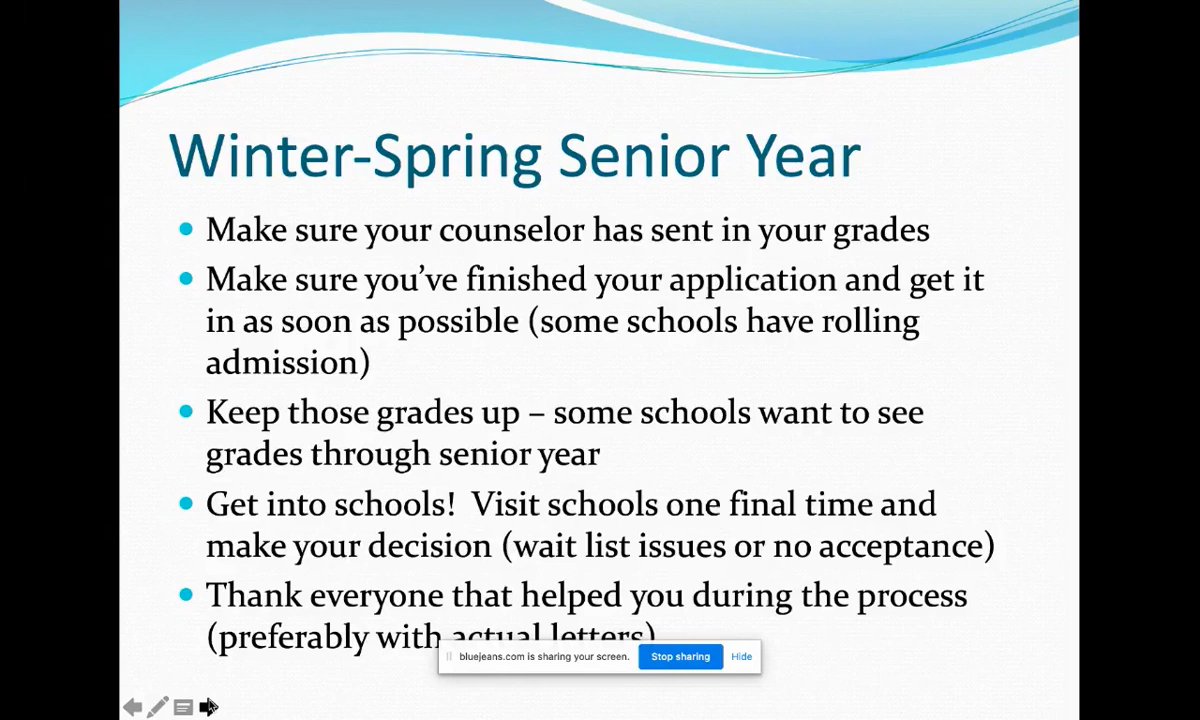 Winter-Spring Senior Year
• Make sure your counselor has sent in your grades
• Make sure you've finished your application and get it
in as soon as possible (some schools have rolling
admission)
• Keep those grades up – some schools want to see
grades through senior year
• Get into schools!  Visit schools one final time and
make your decision (wait list issues or no acceptance)
• Thank everyone that helped you during the process
(preferably with actual letters)
bluejeans.com is sharing your screen. Stop sharing Hide